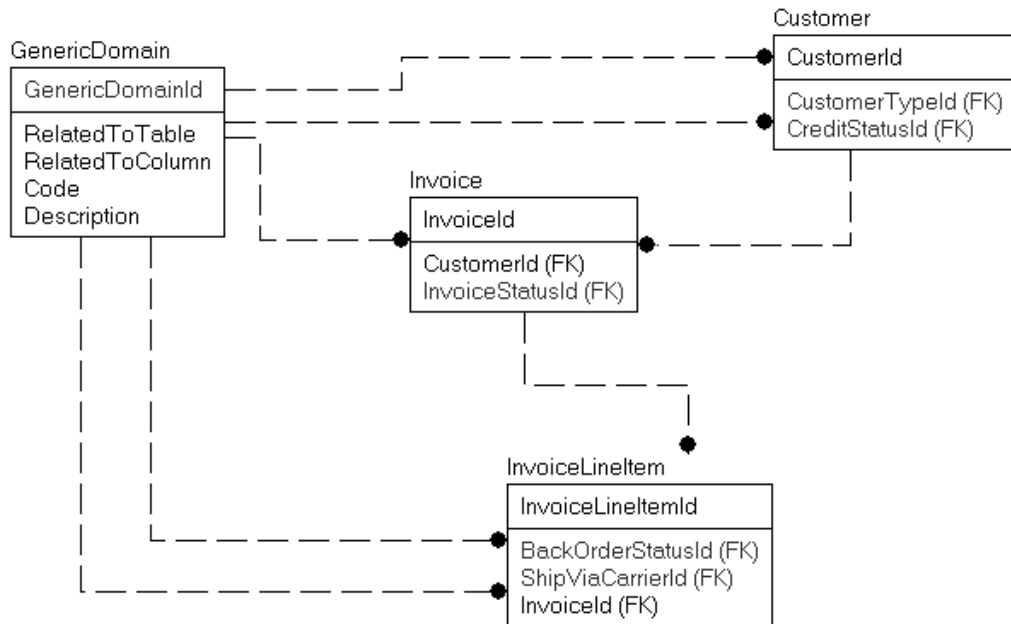 GenericDomain
GenericDomainId
RelatedToTable
RelatedToColumn
Code
Description
Customer
CustomerId
CustomerTypeId (FK)
CreditStatusId (FK)
Invoice
InvoiceId
CustomerId (FK)
InvoiceStatusId (FK)
InvoiceLineItem
InvoiceLineItemId
BackOrderStatusId (FK)
ShipViaCarrierId (FK)
InvoiceId (FK)